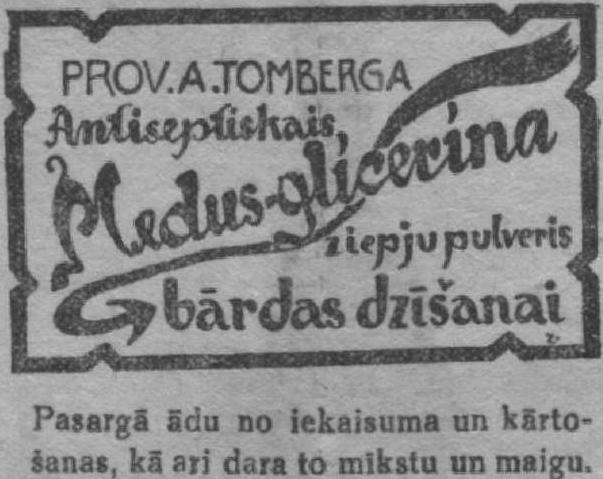 PROV.A.TOMBERGA
Antiseptiskais,
Medus-glicerina
ziepju pulveris
bārdas dzīšanai
Pasargā ādu no iekaisuma un kārto-
šanas, kā ari dara to mīkstu un maigu.